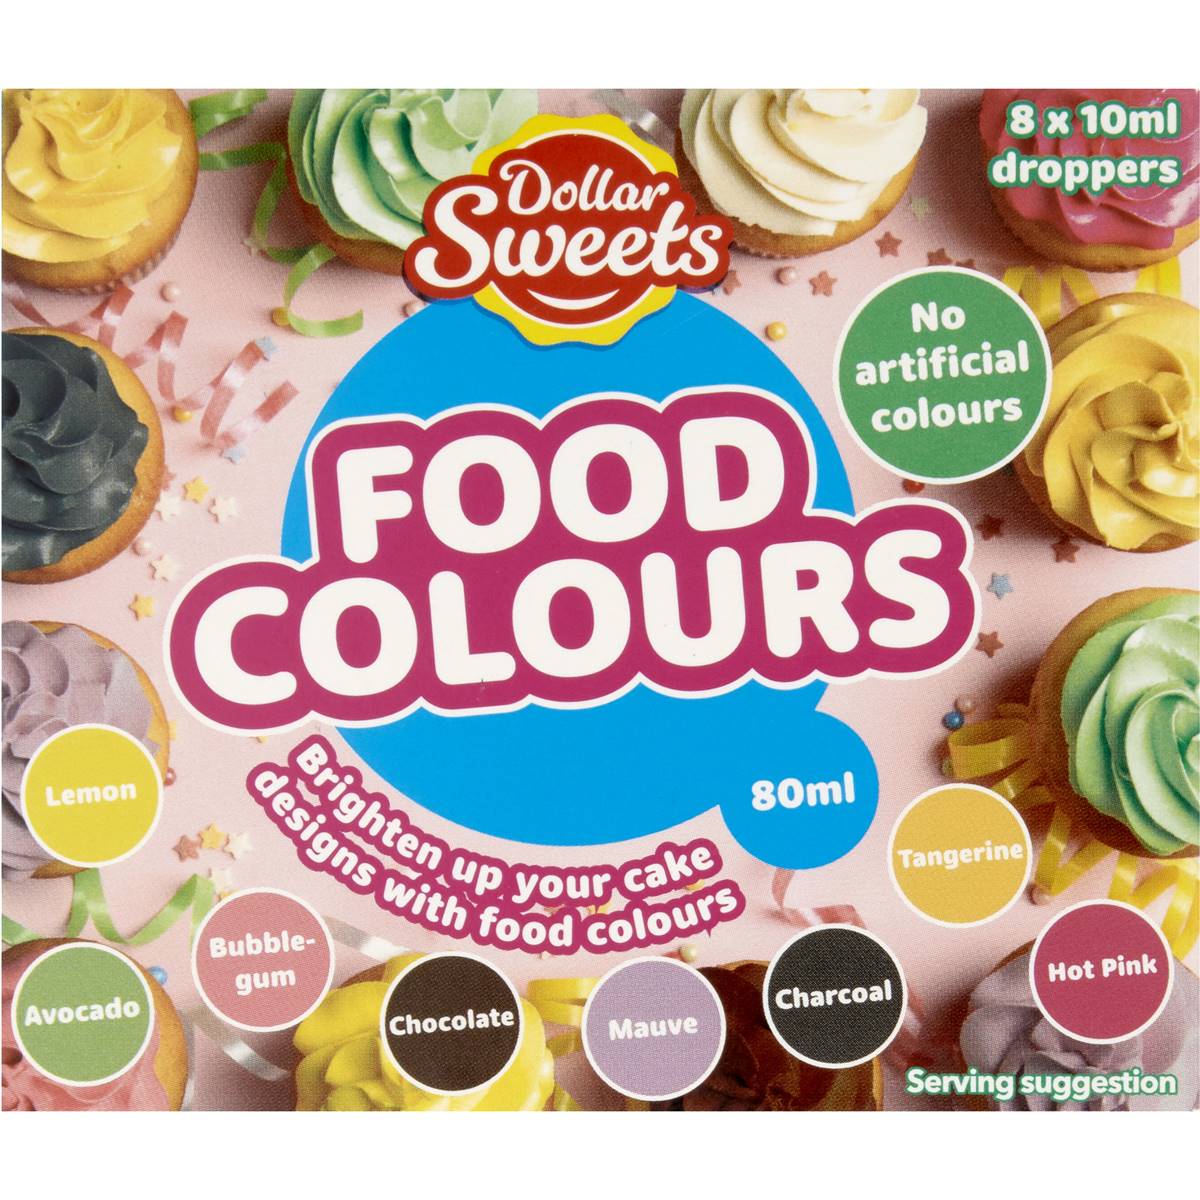 8 x 10ml
droppers
Dollar
Sweets
No
artificial
colours
FOOD
COLOURS
80ml
Brighten up your cake
designs with food colours
Lemon
Tangerine
Bubble-
gum
Hot Pink
Avocado
Chocolate
Mauve
Charcoal
Serving suggestion